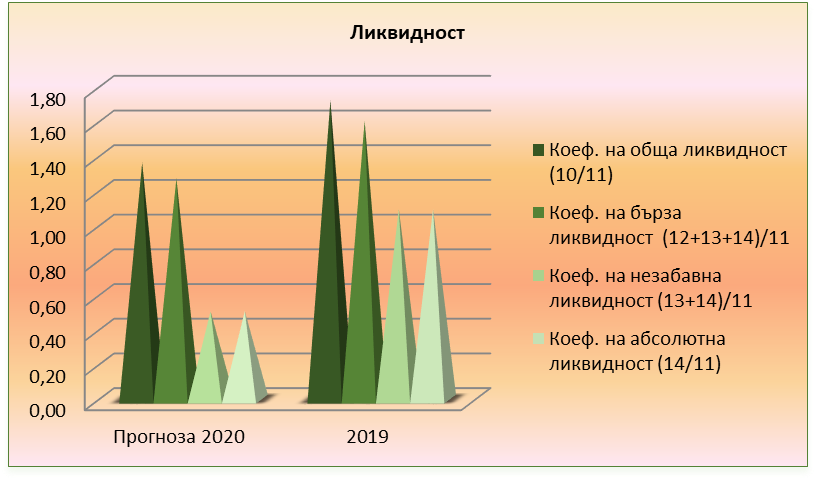 Ликвидност
1,80
1,60
1,40
1,20
1,00
0,80
0,60
0,40
0,20
0,00
Прогноза 2020
2019
Коеф. на обща ликвидност
(10/11)
Коеф. на бърза
ликвидност (12+13+14)/11
Коеф. на незабавна
ликвидност (13+14)/11
Коеф. на абсолютна
ликвидност (14/11)